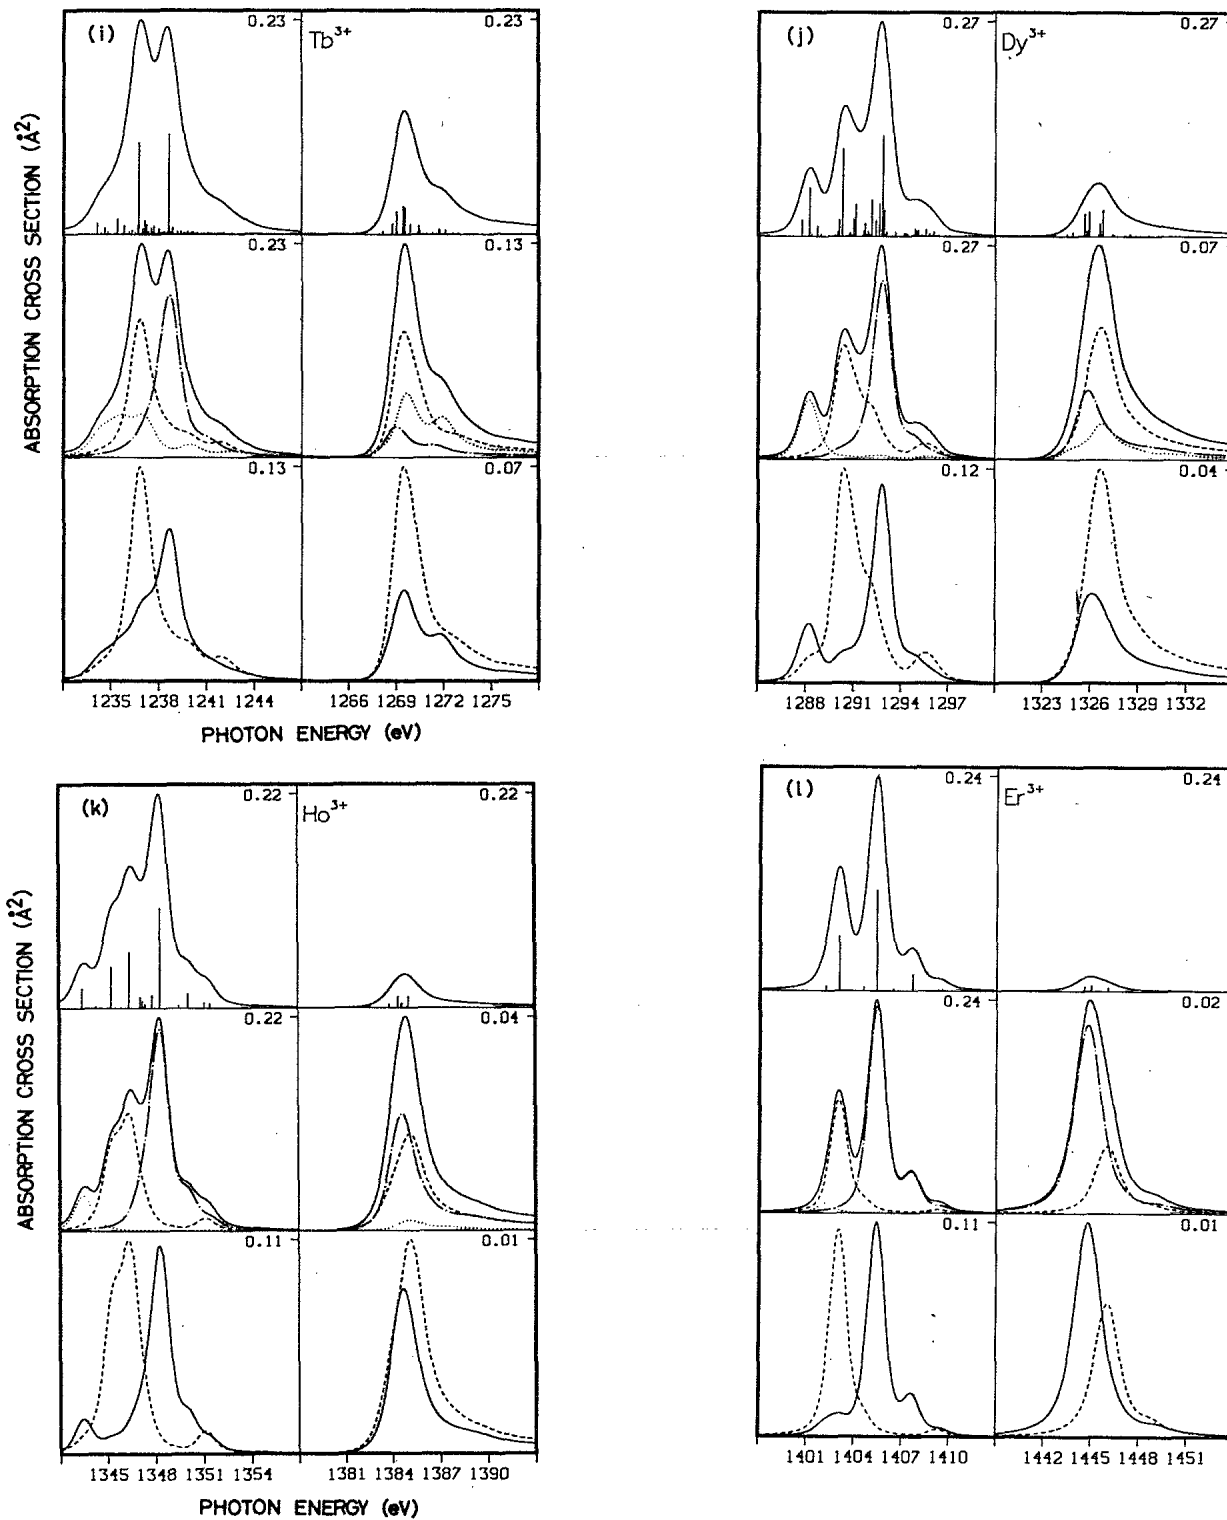 (i)
0.23
Tb3+
0.23
0.23
0.13
0.13
0.07
ABSORPTION CROSS SECTION (Å2)
1235 1238 1241 1244
1266 1269 1272 1275
PHOTON ENERGY (eV)
(j)
0.27
Dy3+
0.27
0.27
0.07
0.12
0.04
1288 1291 1294 1297
1323 1326 1329 1332
(k)
0.22
Ho3+
0.22
0.22
0.04
0.11
0.01
ABSORPTION CROSS SECTION (Å2)
1345 1348 1351 1354
1381 1384 1387 1390
PHOTON ENERGY (eV)
(l)
0.24
Er3+
0.24
0.24
0.02
0.11
0.01
1401 1404 1407 1410
1442 1445 1448 1451